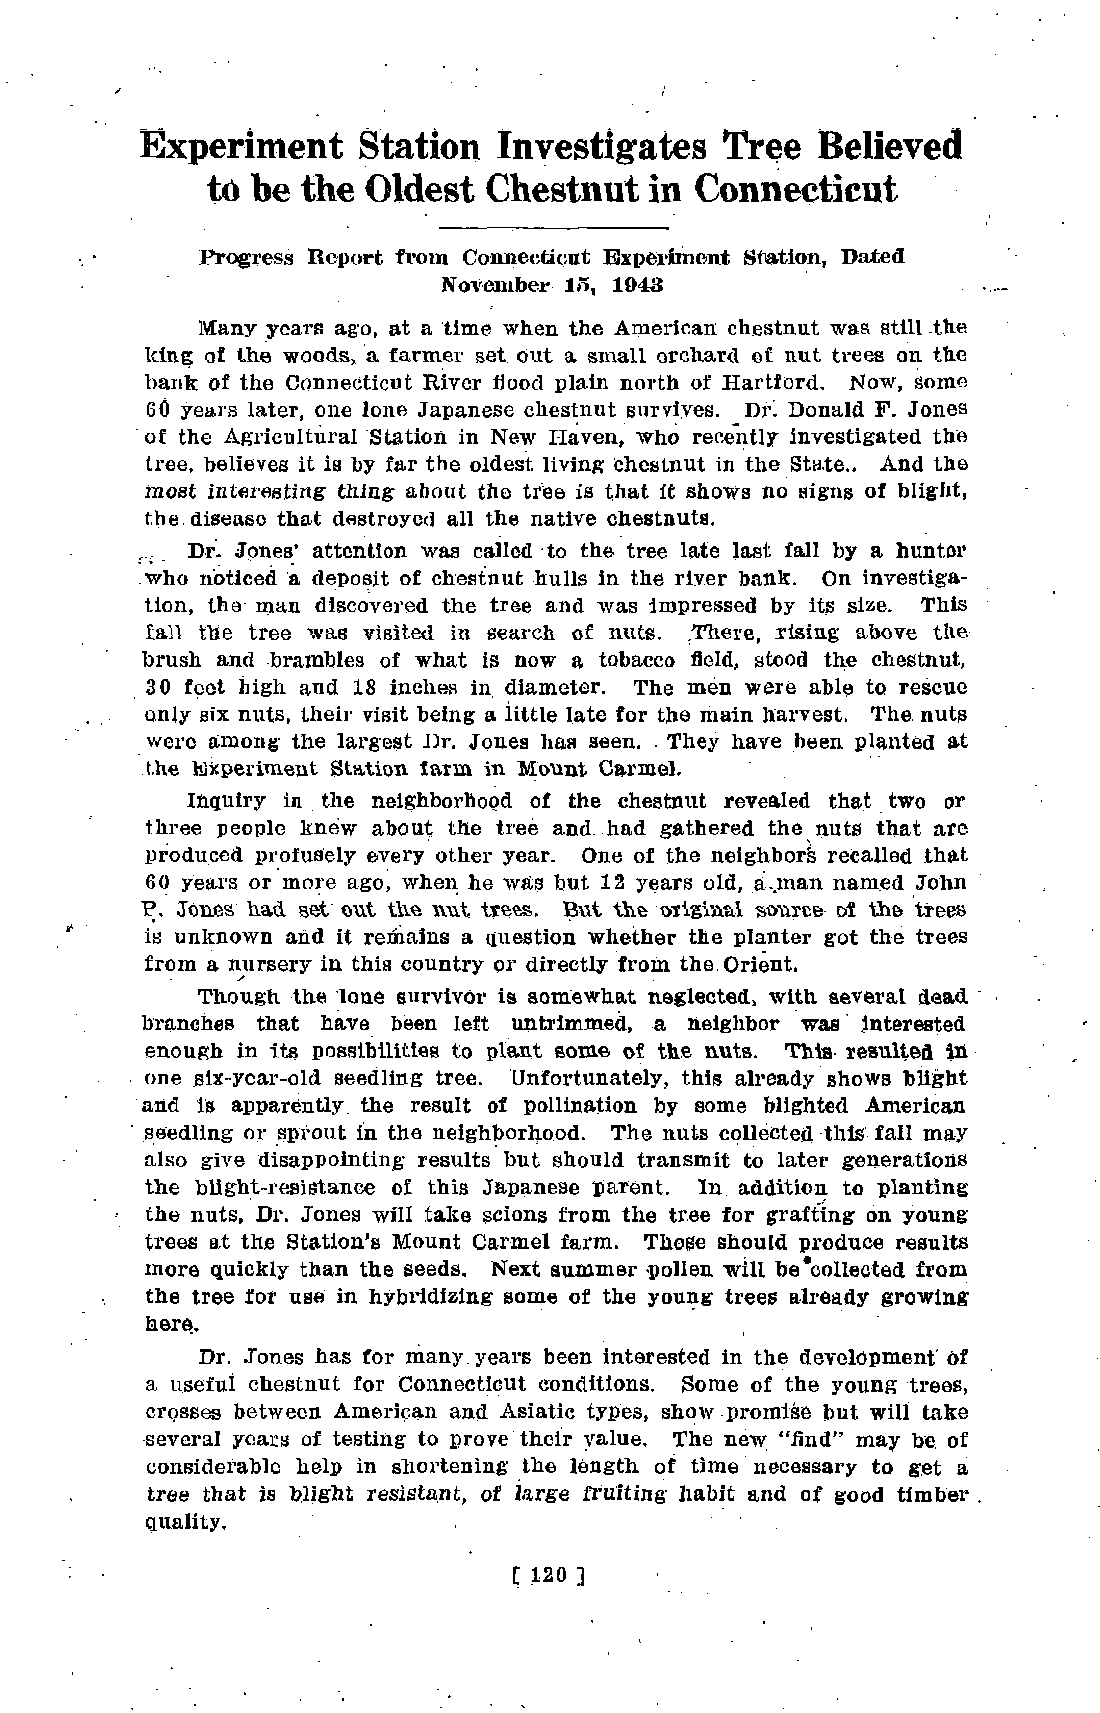 Experiment Station Investigates Tree Believed
to be the Oldest Chestnut in Connecticut
Progress Report from Connecticut Experiment Station, Dated
November 15, 1943
Many years ago, at a time when the American chestnut was still the
king of the woods, a farmer set out a small orchard of nut trees on the
bank of the Connecticut River flood plain north of Hartford. Now, some
60 years later, one lone Japanese chestnut survives. Dr. Donald F. Jones
of the Agricultural Station in New Haven, who recently investigated the
tree, believes it is by far the oldest living chestnut in the State.. And the
most interesting thing about the tree is that it shows no signs of blight,
the disease that destroyed all the native chestnuts.
Dr. Jones' attention was called to the tree late last fall by a hunter
who noticed a deposit of chestnut hulls in the river bank. On investiga-
tion, the man discovered the tree and was impressed by its size. This
fall the tree was visited in search of nuts. There, rising above the
brush and brambles of what is now a tobacco field, stood the chestnut,
30 feet high and 18 inches in diameter. The men were able to rescue
only six nuts, their visit being a little late for the main harvest. The nuts
were among the largest Dr. Jones has seen. They have been planted at
the Experiment Station farm in Mount Carmel.
Inquiry in the neighborhood of the chestnut revealed that two or
three people knew about the tree and had gathered the nuts that are
produced profusely every other year. One of the neighbors recalled that
60 years or more ago, when he was but 12 years old, a man named John
P. Jones had set out the nut trees. But the original source of the trees
is unknown and it remains a question whether the planter got the trees
from a nursery in this country or directly from the Orient.
Though the lone survivor is somewhat neglected, with several dead
branches that have been left untrimmed, a neighbor was interested
enough in its possibilities to plant some of the nuts. This resulted in
one six-year-old seedling tree. Unfortunately, this already shows blight
and is apparently the result of pollination by some blighted American
seedling or sprout in the neighborhood. The nuts collected this fall may
also give disappointing results but should transmit to later generations
the blight-resistance of this Japanese parent. In addition to planting
the nuts, Dr. Jones will take scions from the tree for grafting on young
trees at the Station's Mount Carmel farm. These should produce results
more quickly than the seeds. Next summer pollen will be collected from
the tree for use in hybridizing some of the young trees already growing
here.
Dr. Jones has for many years been interested in the development of
a useful chestnut for Connecticut conditions. Some of the young trees,
crosses between American and Asiatic types, show promise but will take
several years of testing to prove their value. The new "find" may be of
considerable help in shortening the length of time necessary to get a
tree that is blight resistant, of large fruiting habit and of good timber
quality.
[ 120 ]